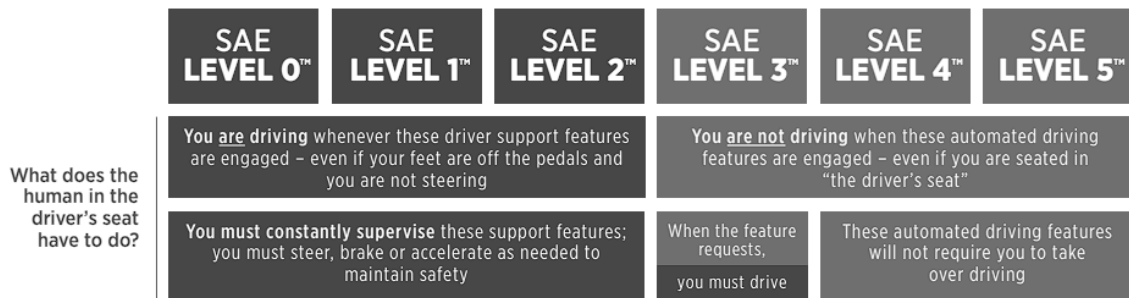 SAE
LEVEL 0™
SAE
LEVEL 1™
SAE
LEVEL 2™
SAE
LEVEL 3™
SAE
LEVEL 4™
SAE
LEVEL 5™
What does the
human in the
driver's seat
have to do?
You are driving whenever these driver support features
are engaged – even if your feet are off the pedals and
you are not steering
You are not driving when these automated driving
features are engaged – even if you are seated in
“the driver's seat”
You must constantly supervise these support features;
you must steer, brake or accelerate as needed to
maintain safety
When the feature
requests,
you must drive
These automated driving features
will not require you to take
over driving